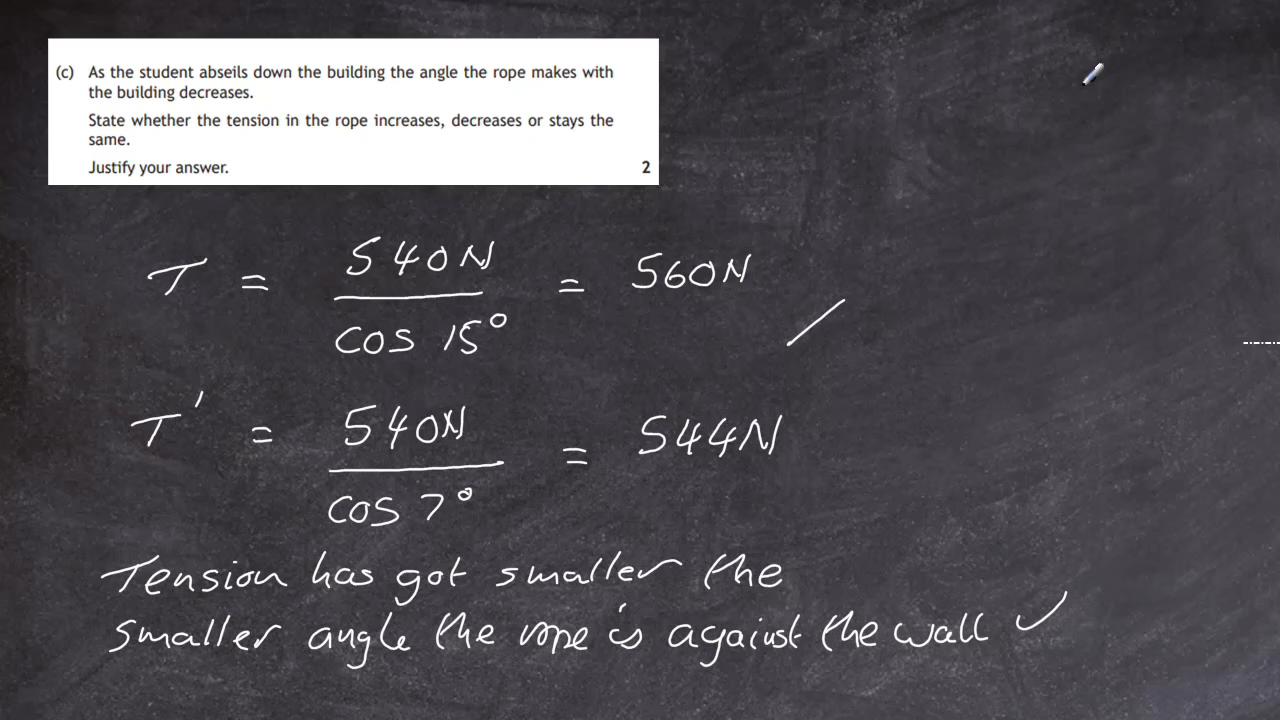 (c) As the student abseils down the building the angle the rope makes with
the building decreases.
State whether the tension in the rope increases, decreases or stays the
same.
Justify your answer. 2
T = 540N / cos 15° = 560N
T' = 540N / cos 7° = 544N
Tension has got smaller the
smaller angle the rope is against the wall ✓